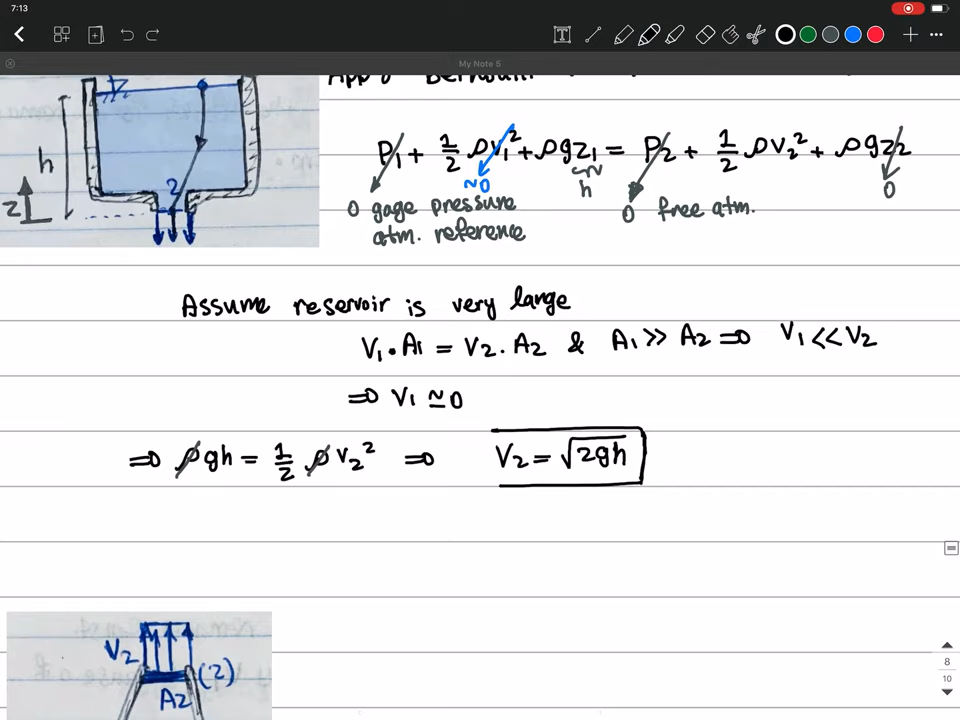 7:13
My Note 5
App
h
2
z
P1 + 1/2 ρv1² + ρgz1 = P2 + 1/2 ρv2² + ρgz2
~0
h
0
0 gage pressure
0 free atm.
atm. reference
Assume reservoir is very large
V1 . A1 = V2 . A2 & A1 >> A2 ⇒ V1 << V2
⇒ V1 ≃ 0
⇒ ρgh = 1/2 ρv2² ⇒ V2 = √2gh
V2
(2)
A2
8
10